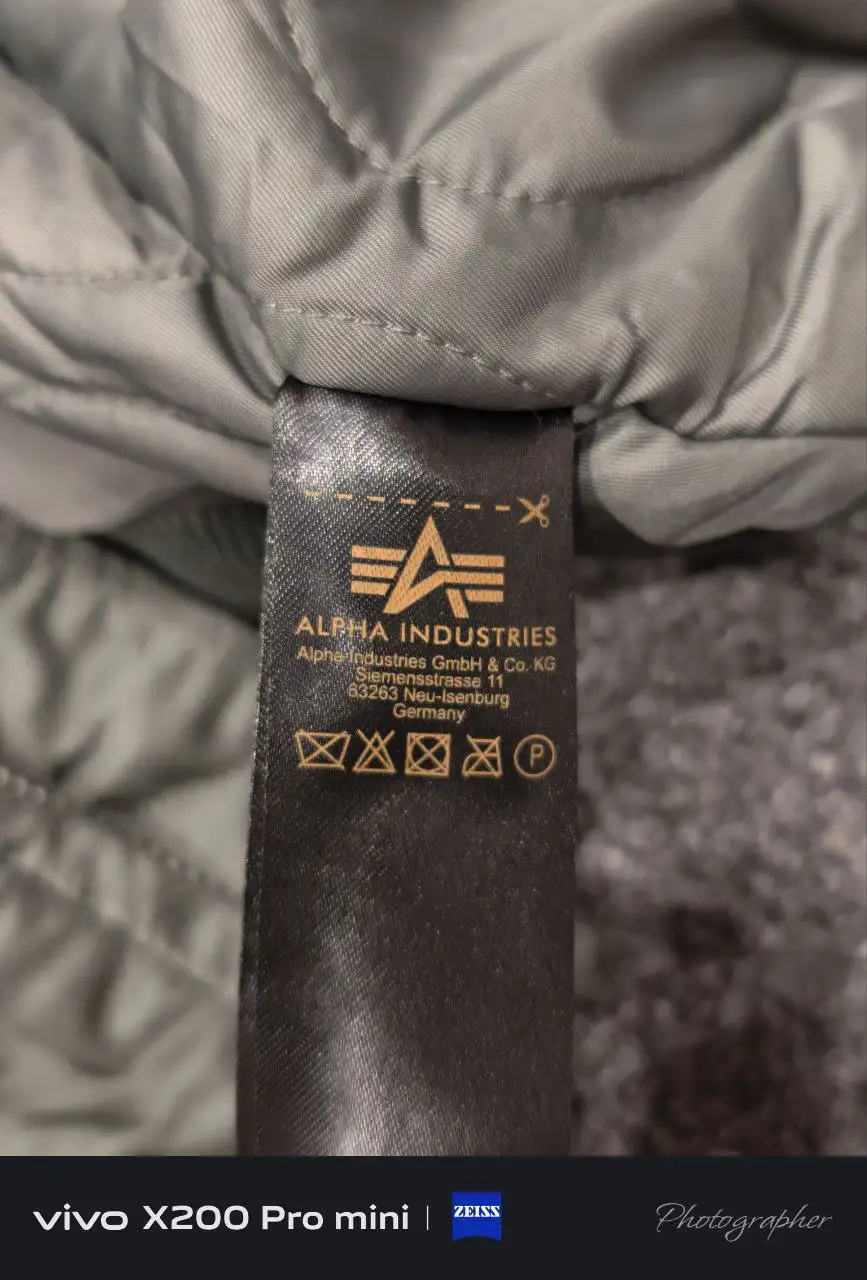 ALPHA INDUSTRIES
Alpha Industries GmbH & Co. KG
Siemensstrasse 11
63263 Neu-Isenburg
Germany
P
vivo X200 Pro mini | ZEISS
Photographer